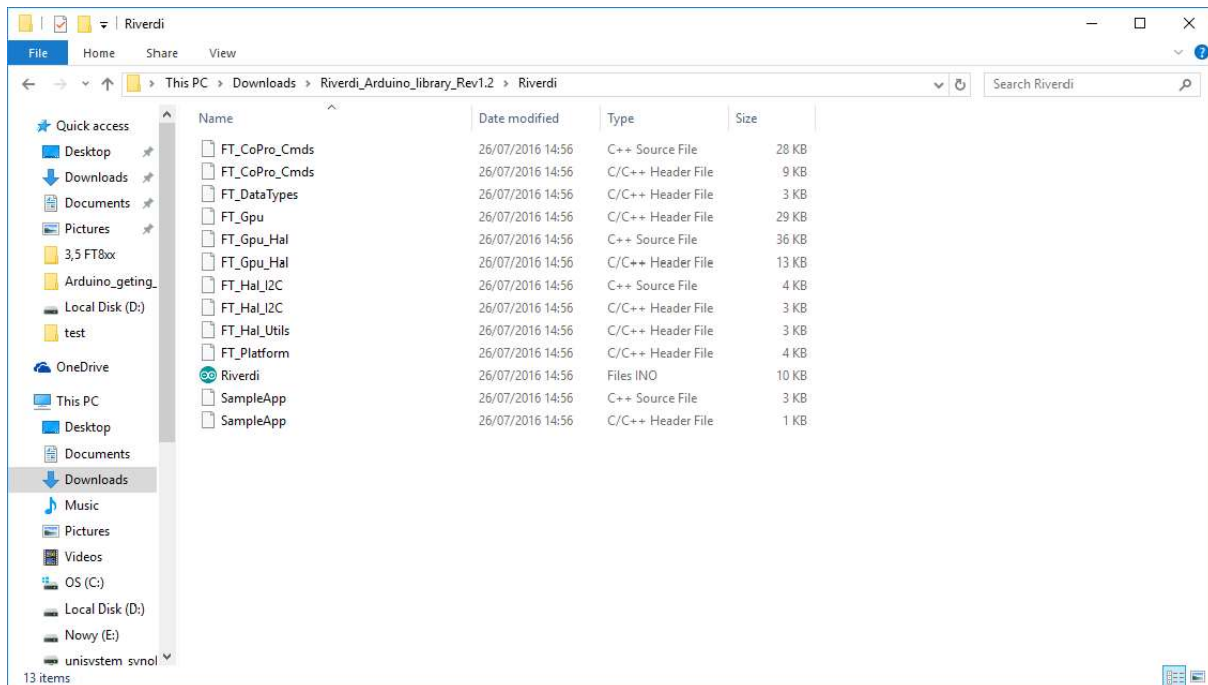 Riverdi
File Home Share View
This PC > Downloads > Riverdi_Arduino_library_Rev1.2 > Riverdi
Search Riverdi
Quick access
Desktop
Downloads
Documents
Pictures
3,5 FT8xx
Arduino_geting_
Local Disk (D:)
test
OneDrive
This PC
Desktop
Documents
Downloads
Music
Pictures
Videos
OS (C:)
Local Disk (D:)
Nowy (E:)
unisystem_synol
Name Date modified Type Size
FT_CoPro_Cmds 26/07/2016 14:56 C++ Source File 28 KB
FT_CoPro_Cmds 26/07/2016 14:56 C/C++ Header File 9 KB
FT_DataTypes 26/07/2016 14:56 C/C++ Header File 3 KB
FT_Gpu 26/07/2016 14:56 C/C++ Header File 29 KB
FT_Gpu_Hal 26/07/2016 14:56 C++ Source File 36 KB
FT_Gpu_Hal 26/07/2016 14:56 C/C++ Header File 13 KB
FT_Hal_I2C 26/07/2016 14:56 C++ Source File 4 KB
FT_Hal_I2C 26/07/2016 14:56 C/C++ Header File 3 KB
FT_Hal_Utils 26/07/2016 14:56 C/C++ Header File 3 KB
FT_Platform 26/07/2016 14:56 C/C++ Header File 4 KB
Riverdi 26/07/2016 14:56 Files INO 10 KB
SampleApp 26/07/2016 14:56 C++ Source File 3 KB
SampleApp 26/07/2016 14:56 C/C++ Header File 1 KB
13 items